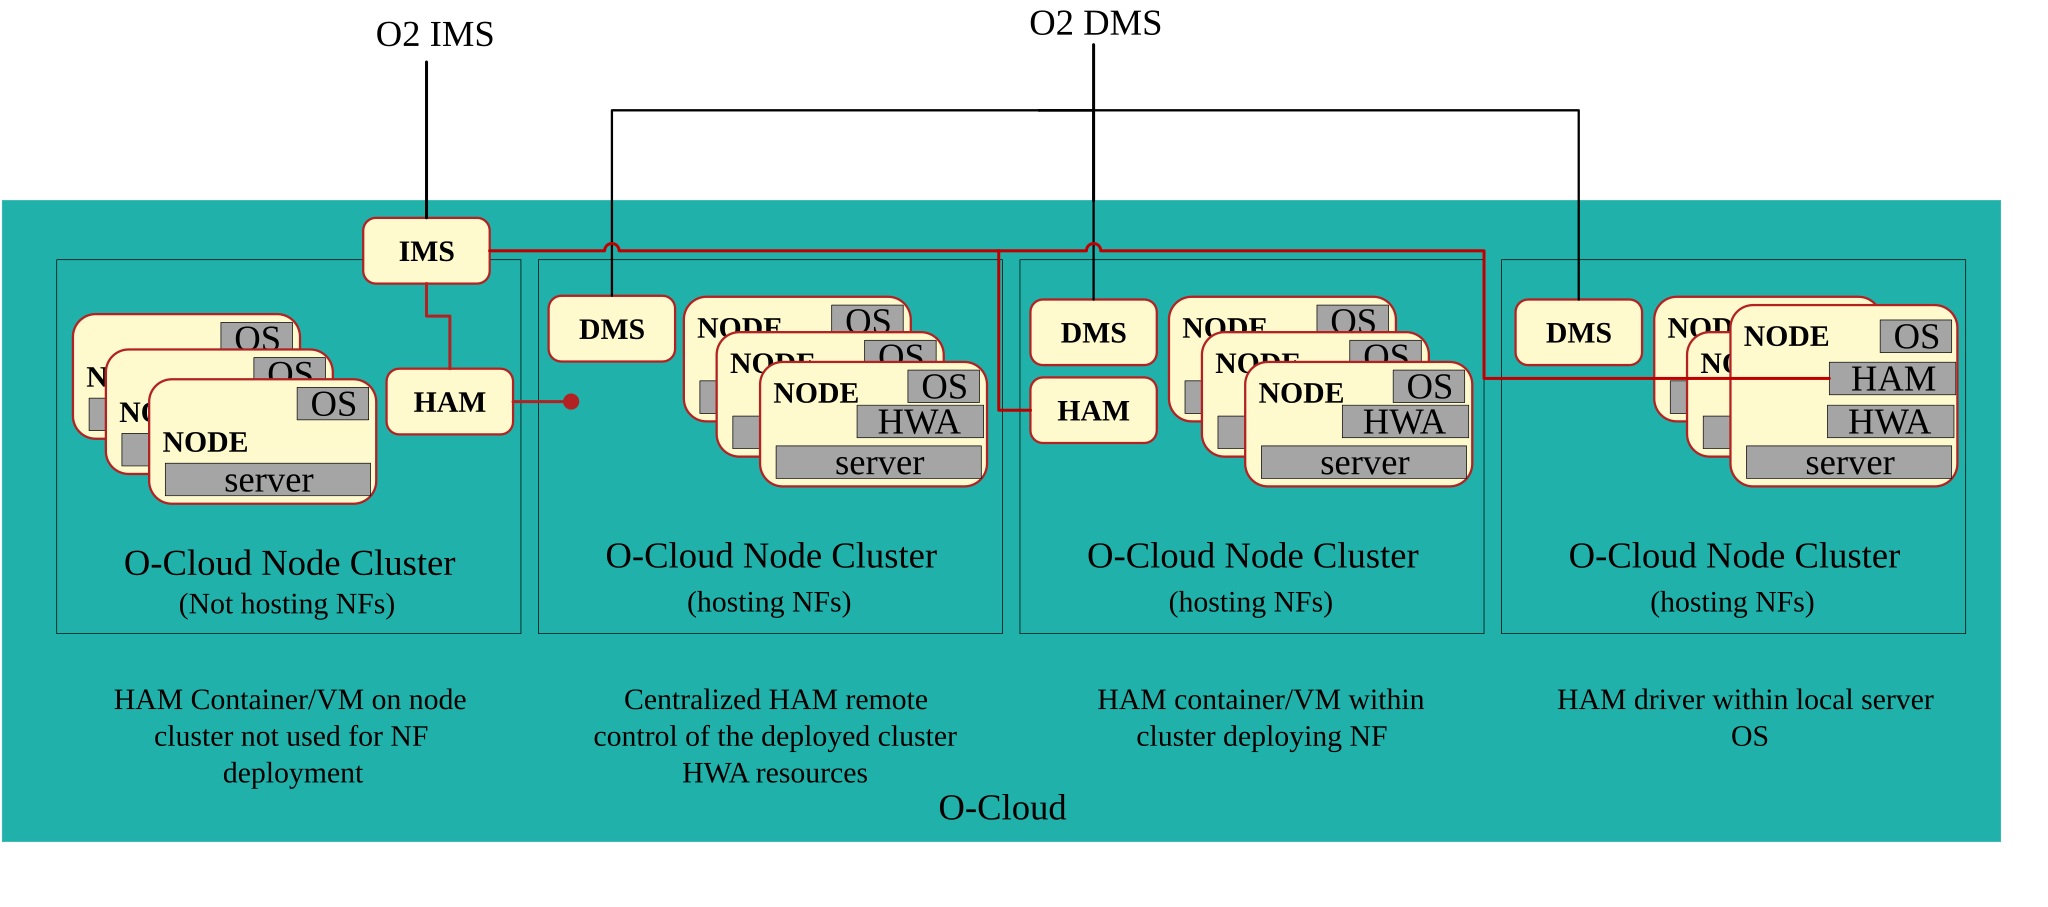 O2 IMS
O2 DMS
IMS
OS
OS
OS
NODE
server
HAM
O-Cloud Node Cluster
(Not hosting NFs)
DMS
NODE
OS
NODE
OS
NODE
OS
HWA
server
O-Cloud Node Cluster
(hosting NFs)
DMS
HAM
NODE
OS
NODE
OS
NODE
OS
HWA
server
O-Cloud Node Cluster
(hosting NFs)
DMS
NOD
NODE
OS
HAM
HWA
server
O-Cloud Node Cluster
(hosting NFs)
HAM Container/VM on node
cluster not used for NF
deployment
Centralized HAM remote
control of the deployed cluster
HWA resources
HAM container/VM within
cluster deploying NF
HAM driver within local server
OS
O-Cloud